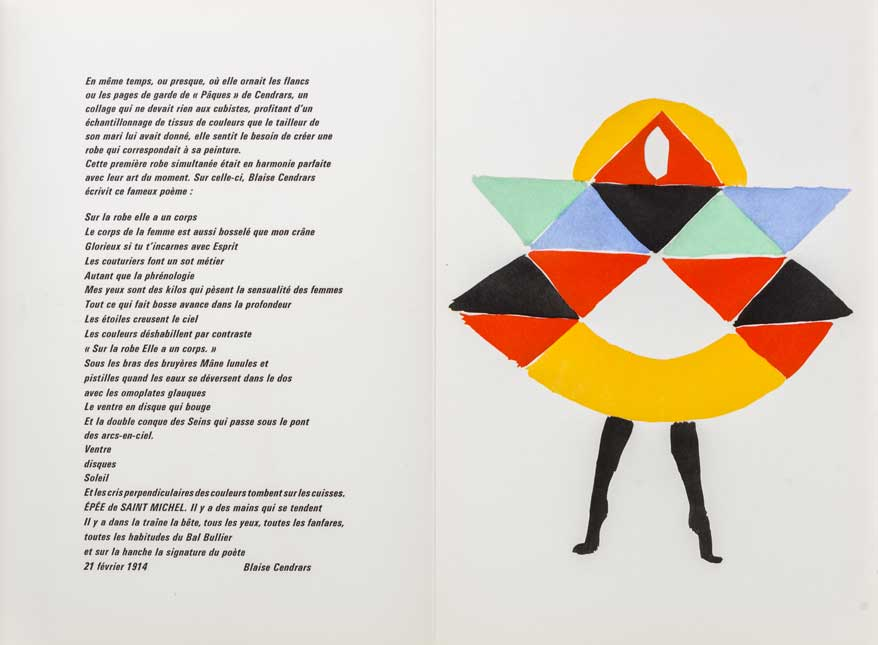 En même temps, ou presque, où elle ornait les flancs
ou les pages de garde de « Pâques » de Cendrars, un
collage qui ne devait rien aux cubistes, profitant d'un
échantillonnage de tissus de couleurs que le tailleur de
son mari lui avait donné, elle sentit le besoin de créer une
robe qui correspondait à sa peinture.
Cette première robe simultanée était en harmonie parfaite
avec leur art du moment. Sur celle-ci, Blaise Cendrars
écrivit ce fameux poème :
Sur la robe elle a un corps
Le corps de la femme est aussi bosselé que mon crâne
Glorieux si tu t'incarnes avec Esprit
Les couturiers font un sot métier
Autant que la phrénologie
Mes yeux sont des kilos qui pèsent la sensualité des femmes
Tout ce qui fait bosse avance dans la profondeur
Les étoiles creusent le ciel
Les couleurs déshabillent par contraste
« Sur la robe Elle a un corps. »
Sous les bras des bruyères Mâne lunules et
pistilles quand les eaux se déversent dans le dos
avec les omoplates glauques
Le ventre en disque qui bouge
Et la double conque des Seins qui passe sous le pont
des arcs-en-ciel.
Ventre
disques
Soleil
Et les cris perpendiculaires des couleurs tombent sur les cuisses.
ÉPÉE de SAINT MICHEL. Il y a des mains qui se tendent
Il y a dans la traîne la bête, tous les yeux, toutes les fanfares,
toutes les habitudes du Bal Bullier
et sur la hanche la signature du poète
21 février 1914 Blaise Cendrars